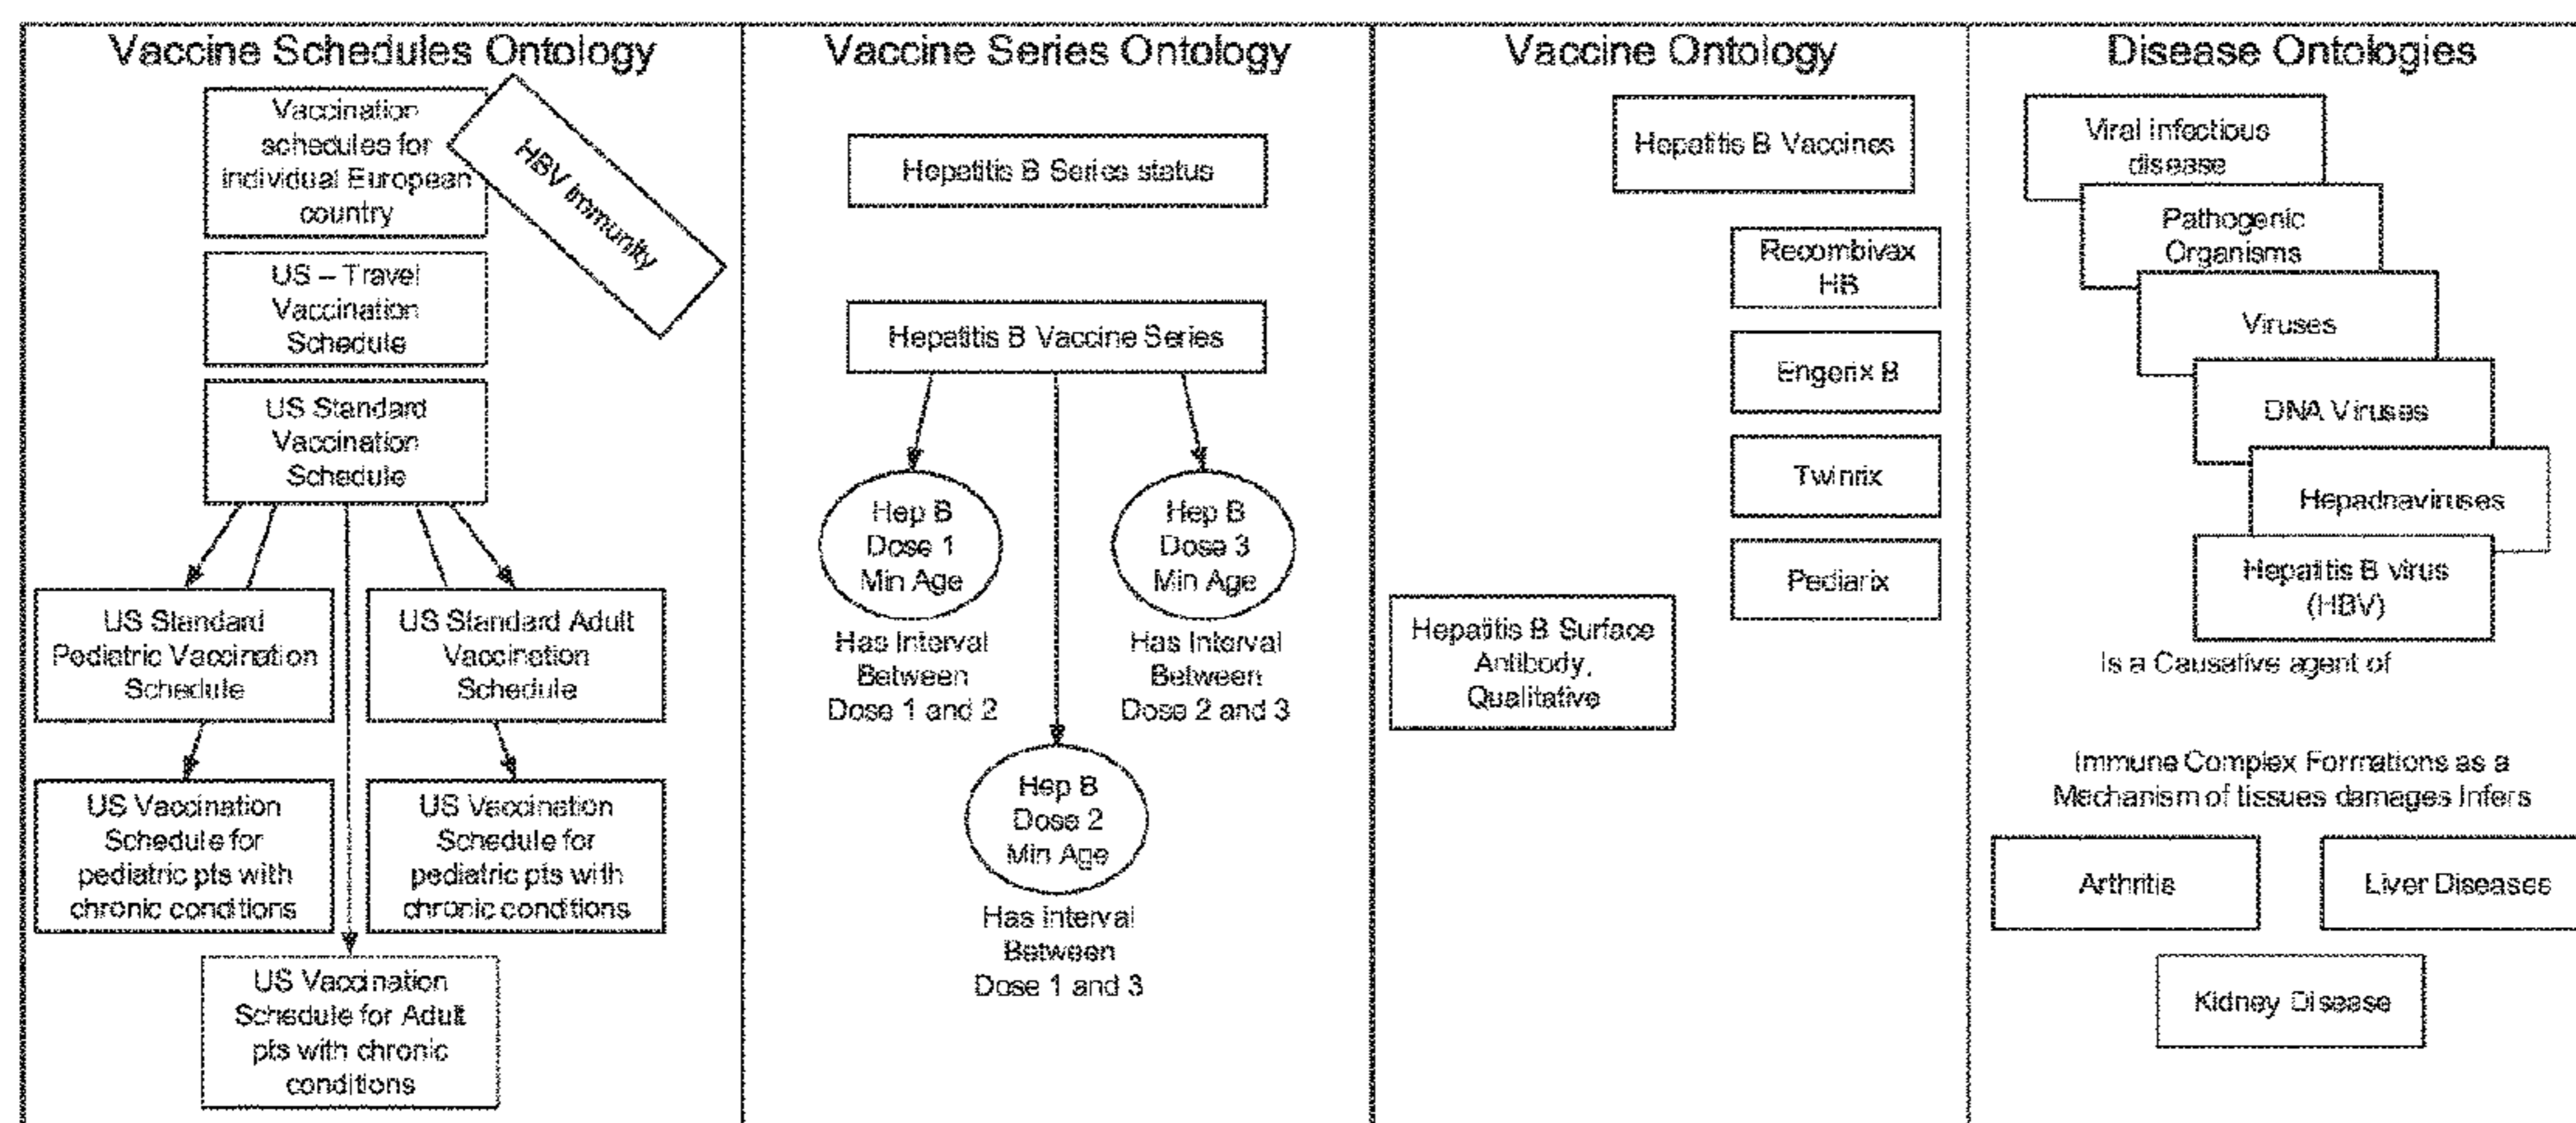 Vaccine Schedules Ontology
Vaccination
schedules for
individual European
country
HBV Immunity
US – Travel
Vaccination
Schedule
US Standard
Vaccination
Schedule
US Standard
Pediatric Vaccination
Schedule
US Standard Adult
Vaccination
Schedule
US Vaccination
Schedule for
pediatric pts with
chronic conditions
US Vaccination
Schedule for
pediatric pts with
chronic conditions
US Vaccination
Schedule for Adult
pts with chronic
conditions
Vaccine Series Ontology
Hepatitis B Series status
Hepatitis B Vaccine Series
Hep B
Dose 1
Min Age
Has Interval
Between
Dose 1 and 2
Hep B
Dose 3
Min Age
Has Interval
Between
Dose 2 and 3
Hep B
Dose 2
Min Age
Has interval
Between
Dose 1 and 3
Vaccine Ontology
Hepatitis B Vaccines
Recombivax
HB
Engerix B
Twinrix
Pediarix
Hepatitis B Surface
Antibody,
Qualitative
Disease Ontologies
Viral infectious
disease
Pathogenic
Organisms
Viruses
DNA Viruses
Hepadnaviruses
Hepatitis B virus
(HBV)
Is a Causative agent of
Immune Complex Formations as a
Mechanism of tissues damages Infers
Arthritis
Liver Diseases
Kidney Disease